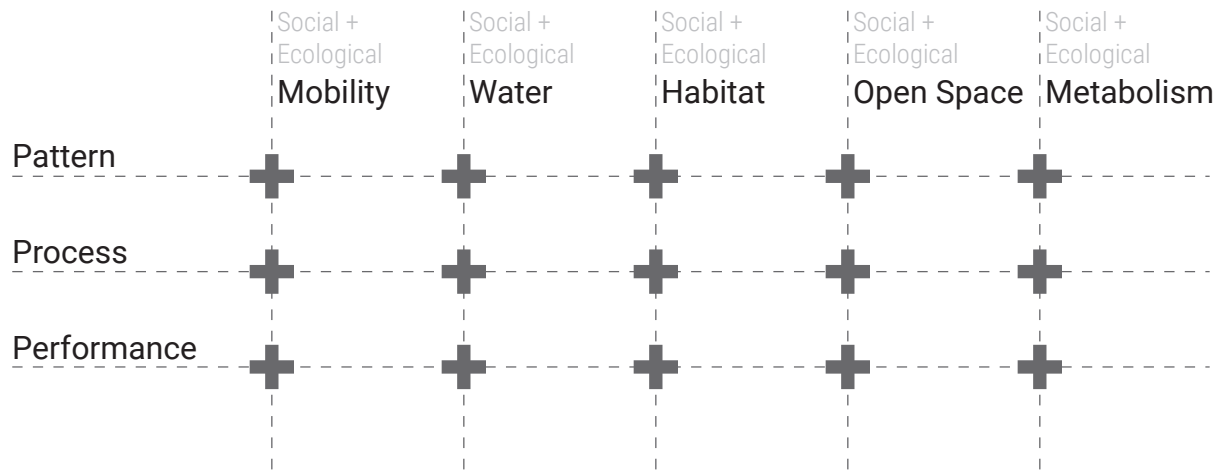 Social +
Ecological
Mobility
Social +
Ecological
Water
Social +
Ecological
Habitat
Social +
Ecological
Open Space
Social +
Ecological
Metabolism
Pattern
Process
Performance